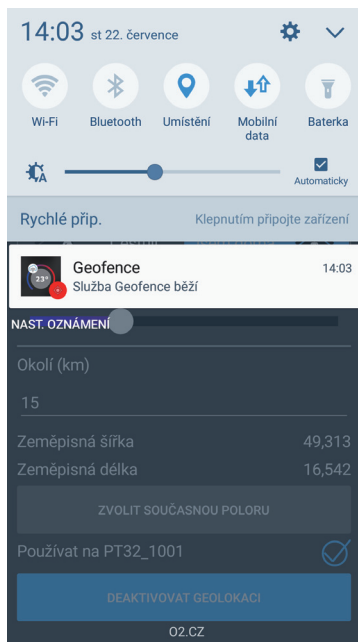 14:03 st 22. července
Wi-Fi Bluetooth Umístění Mobilní data Baterka
A
Automaticky
Rychlé přip. Klepnutím připojte zařízení
23°
Geofence 14:03
Služba Geofence běží
NAST. OZNÁMENÍ
Okolí (km)
15
Zeměpisná šířka 49,313
Zeměpisná délka 16,542
ZVOLIT SOUČASNOU POLORU
Používat na PT32_1001
DEAKTIVOVAT GEOLOKACI
O2.CZ